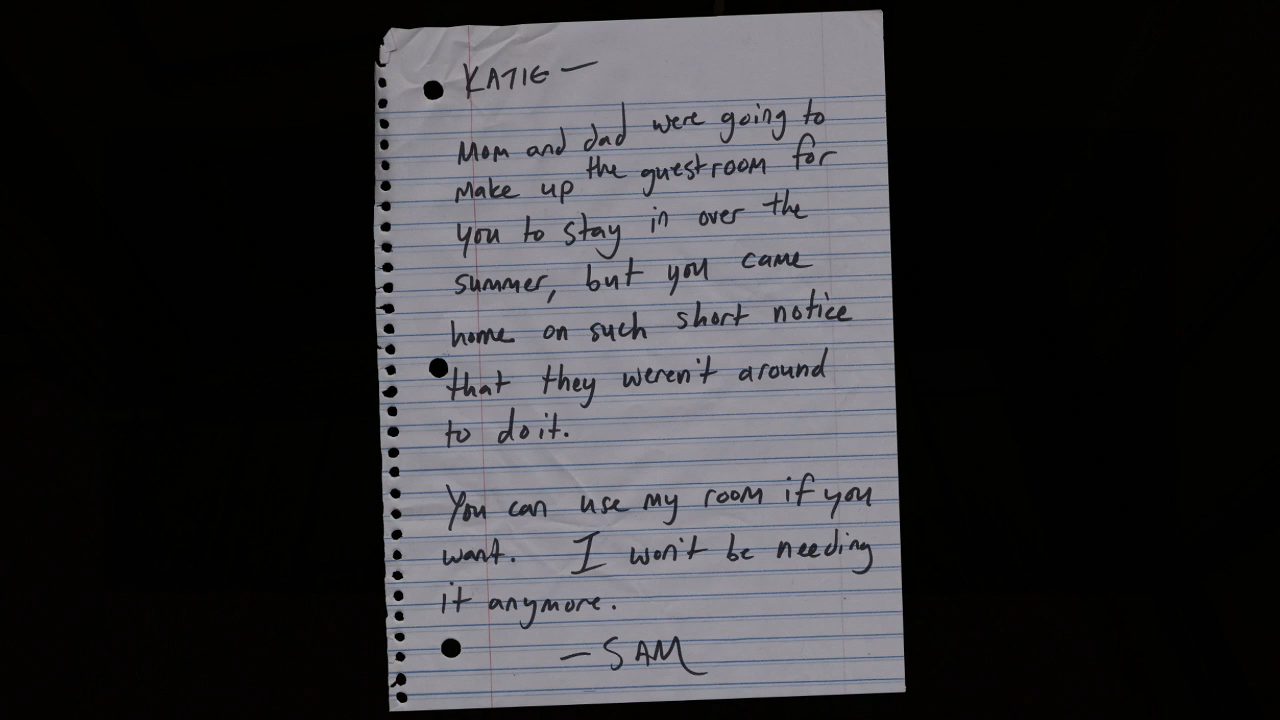 KATIE —
Mom and dad were going to
make up the guestroom for
you to stay in over the
summer, but you came
home on such short notice
that they weren't around
to do it.
You can use my room if you
want. I won't be needing
it anymore.
— SAM